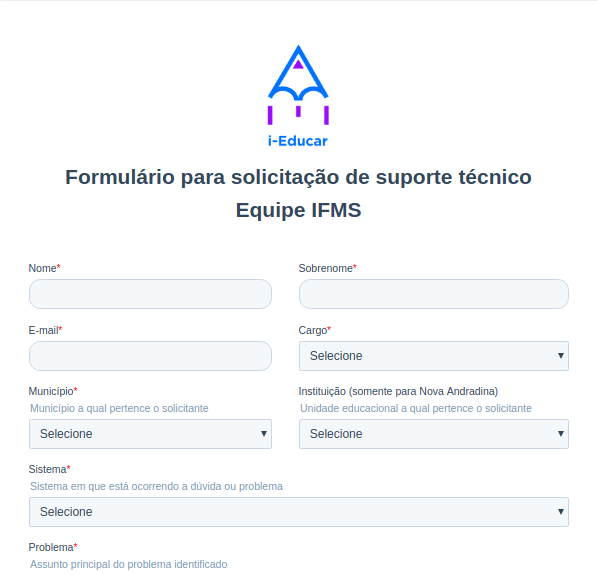 i-Educar
Formulário para solicitação de suporte técnico
Equipe IFMS
Nome*
Sobrenome*
E-mail*
Cargo*
Selecione
Município*
Município a qual pertence o solicitante
Selecione
Instituição (somente para Nova Andradina)
Unidade educacional a qual pertence o solicitante
Selecione
Sistema*
Sistema em que está ocorrendo a dúvida ou problema
Selecione
Problema*
Assunto principal do problema identificado